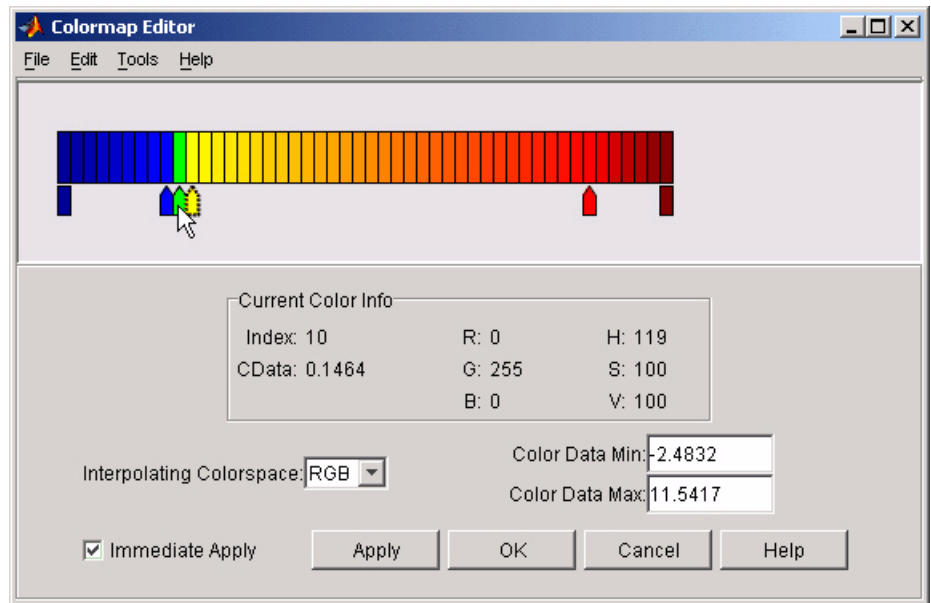 Colormap Editor
File Edit Tools Help
Current Color Info
Index: 10 R: 0 H: 119
CData: 0.1464 G: 255 S: 100
B: 0 V: 100
Interpolating Colorspace: RGB
Color Data Min: -2.4832
Color Data Max: 11.5417
Immediate Apply Apply OK Cancel Help